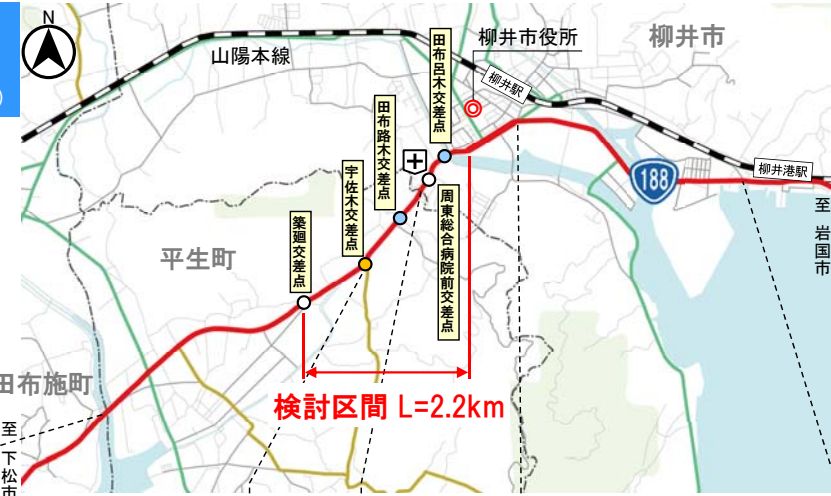 N
山陽本線
柳井市役所
柳井市
柳井駅
田布呂木交差点
田布路木交差点
宇佐木交差点
築廻交差点
周東総合病院前交差点
188
柳井港駅
至 岩国市
平生町
田布施町
至 下松市
検討区間 L=2.2km
)